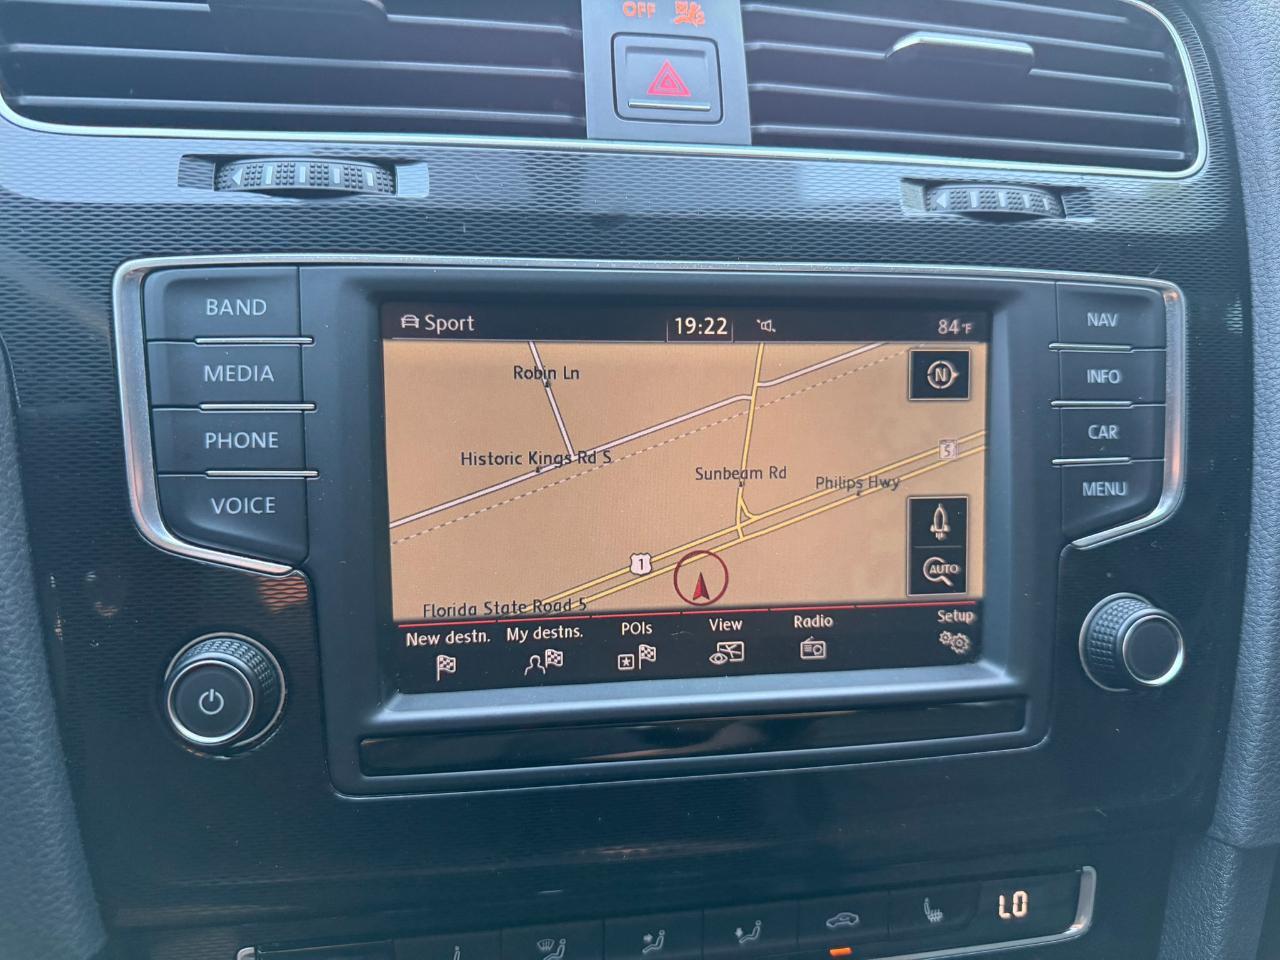 OFF
BAND
MEDIA
PHONE
VOICE
Sport
19:22
84°F
NAV
INFO
CAR
MENU
N
Robin Ln
Historic Kings Rd S
Sunbeam Rd
Philips Hwy
5
1
AUTO
Florida State Road 5
New destn.
My destns.
POIs
View
Radio
Setup
LO